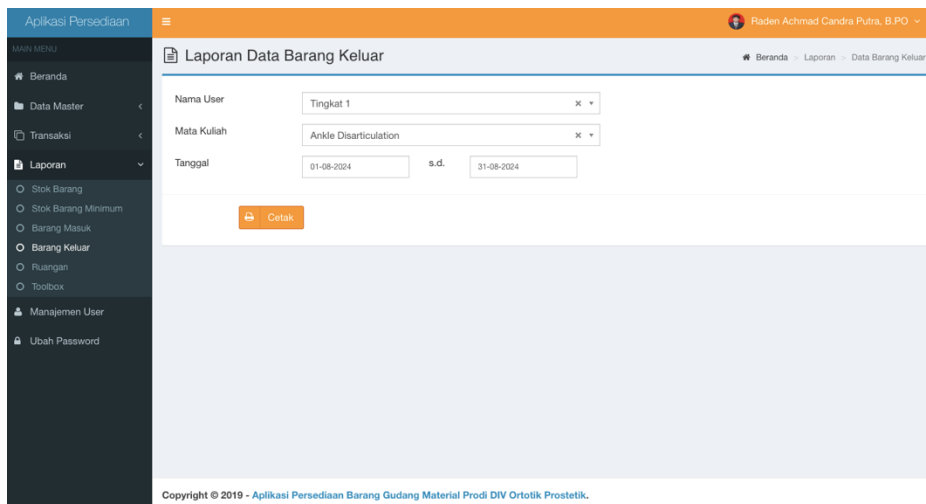 Aplikasi Persediaan
Raden Achmad Candra Putra, B.PO
MAIN MENU
Beranda
Data Master
Transaksi
Laporan
Stok Barang
Stok Barang Minimum
Barang Masuk
Barang Keluar
Ruangan
Toolbox
Manajemen User
Ubah Password
Laporan Data Barang Keluar
Beranda > Laporan > Data Barang Keluar
Nama User
Tingkat 1
Mata Kuliah
Ankle Disarticulation
Tanggal
01-08-2024 s.d. 31-08-2024
Cetak
Copyright © 2019 - Aplikasi Persediaan Barang Gudang Material Prodi DIV Ortotik Prostetik.